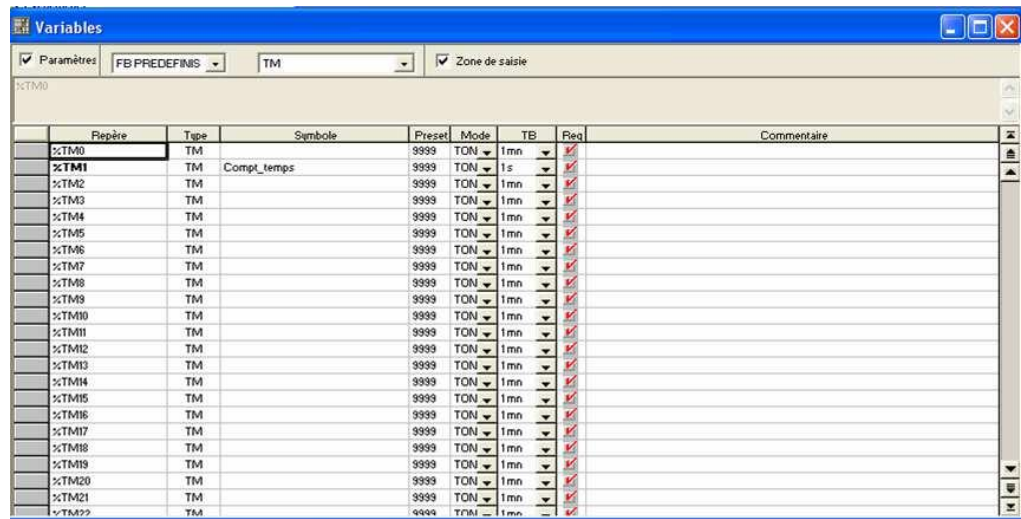 Variables
Paramètres FB PREDEFINIS TM Zone de saisie
%TM0
Repère Type Symbole Preset Mode TB Reg Commentaire
%TM0 TM 9999 TON 1mn
%TM1 TM Compt_temps 9999 TON 1s
%TM2 TM 9999 TON 1mn
%TM3 TM 9999 TON 1mn
%TM4 TM 9999 TON 1mn
%TM5 TM 9999 TON 1mn
%TM6 TM 9999 TON 1mn
%TM7 TM 9999 TON 1mn
%TM8 TM 9999 TON 1mn
%TM9 TM 9999 TON 1mn
%TM10 TM 9999 TON 1mn
%TM11 TM 9999 TON 1mn
%TM12 TM 9999 TON 1mn
%TM13 TM 9999 TON 1mn
%TM14 TM 9999 TON 1mn
%TM15 TM 9999 TON 1mn
%TM16 TM 9999 TON 1mn
%TM17 TM 9999 TON 1mn
%TM18 TM 9999 TON 1mn
%TM19 TM 9999 TON 1mn
%TM20 TM 9999 TON 1mn
%TM21 TM 9999 TON 1mn
%TM22 TM 9999 TON 1mn